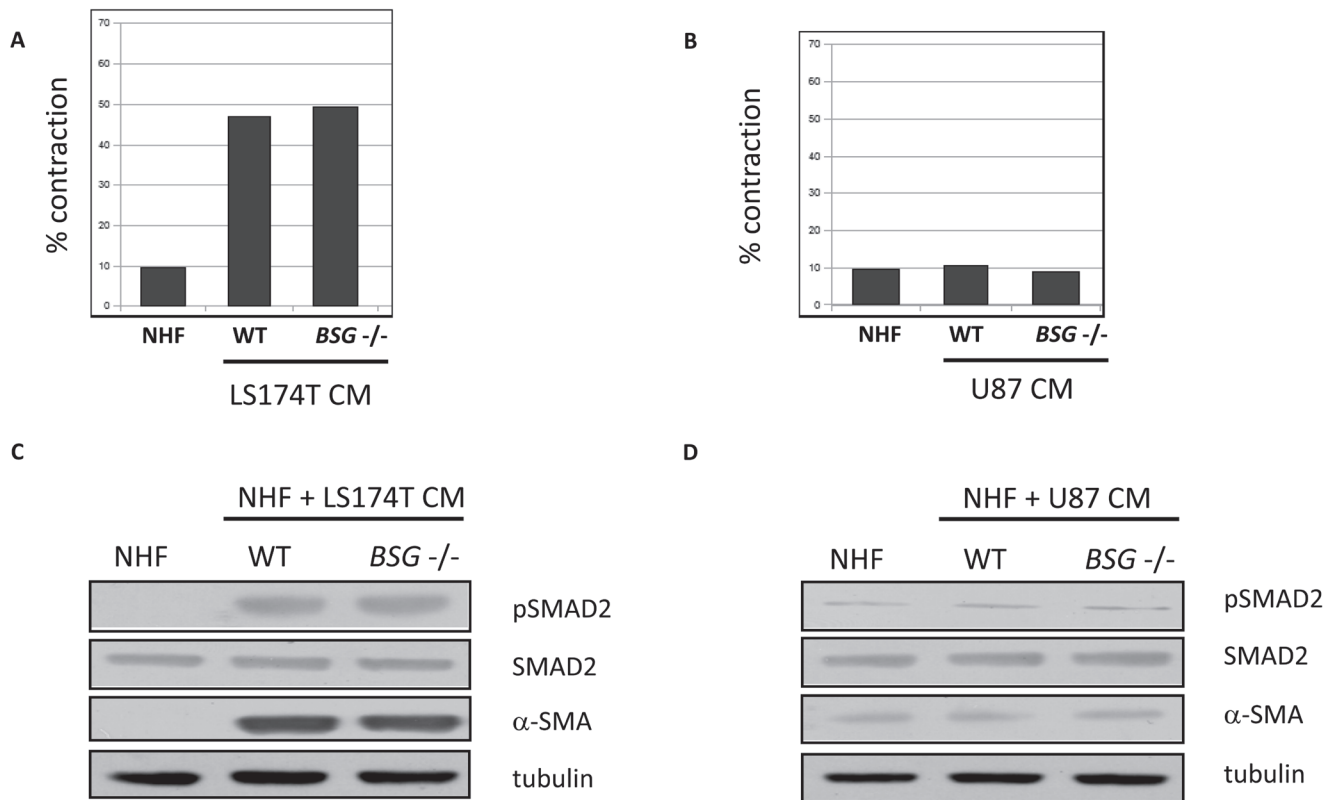 A
70
60
50
40
30
20
10
0
% contraction
NHF WT BSG -/-
LS174T CM
B
70
60
50
40
30
20
10
0
% contraction
NHF WT BSG -/-
U87 CM
C
NHF + LS174T CM
NHF WT BSG -/-
pSMAD2
SMAD2
α-SMA
tubulin
D
NHF + U87 CM
NHF WT BSG -/-
pSMAD2
SMAD2
α-SMA
tubulin